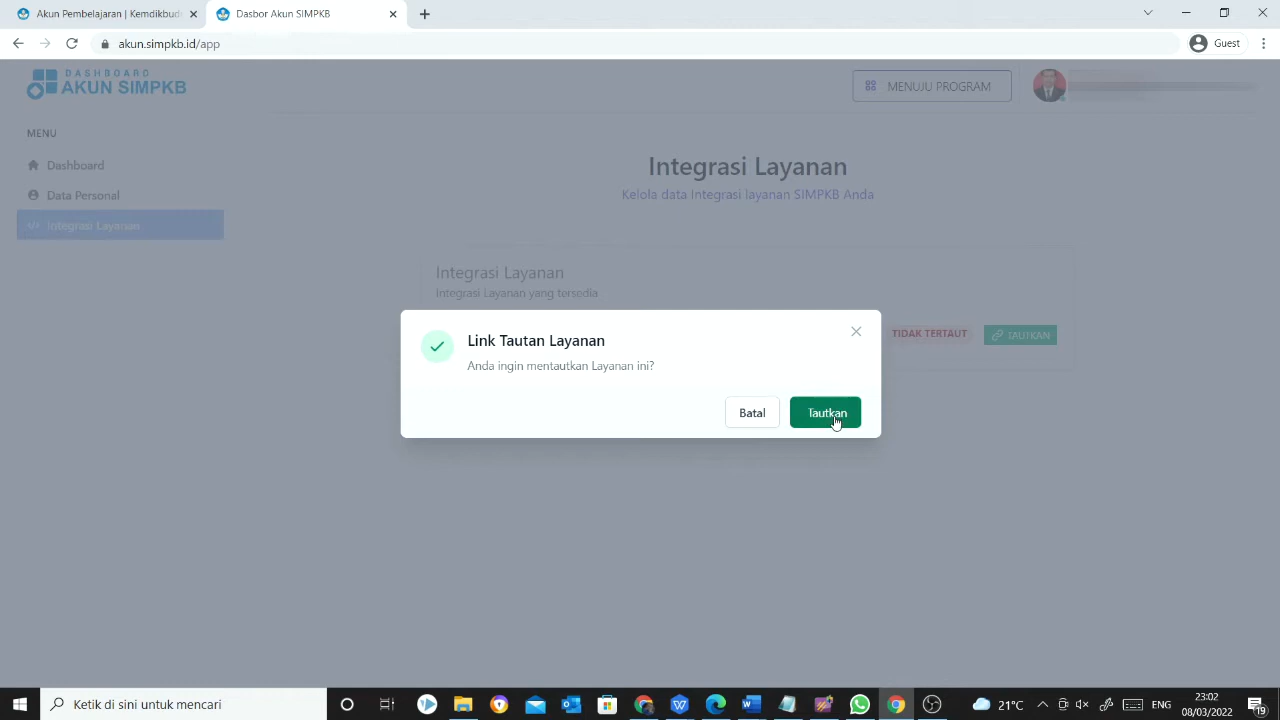 Akun Pembelajaran | Kemdikbud
Dasbor Akun SIMPKB
akun.simpkb.id/app
Guest
DASHBOARD
AKUN SIMPKB
MENUJU PROGRAM
MENU
Dashboard
Data Personal
Integrasi Layanan
Integrasi Layanan
Kelola data Integrasi layanan SIMPKB Anda
Integrasi Layanan
Integrasi Layanan yang tersedia
TIDAK TERTAUT
TAUTKAN
Link Tautan Layanan
Anda ingin mentautkan Layanan ini?
Batal
Tautkan
Ketik di sini untuk mencari
21°C
ENG
23:02
08/03/2022
19